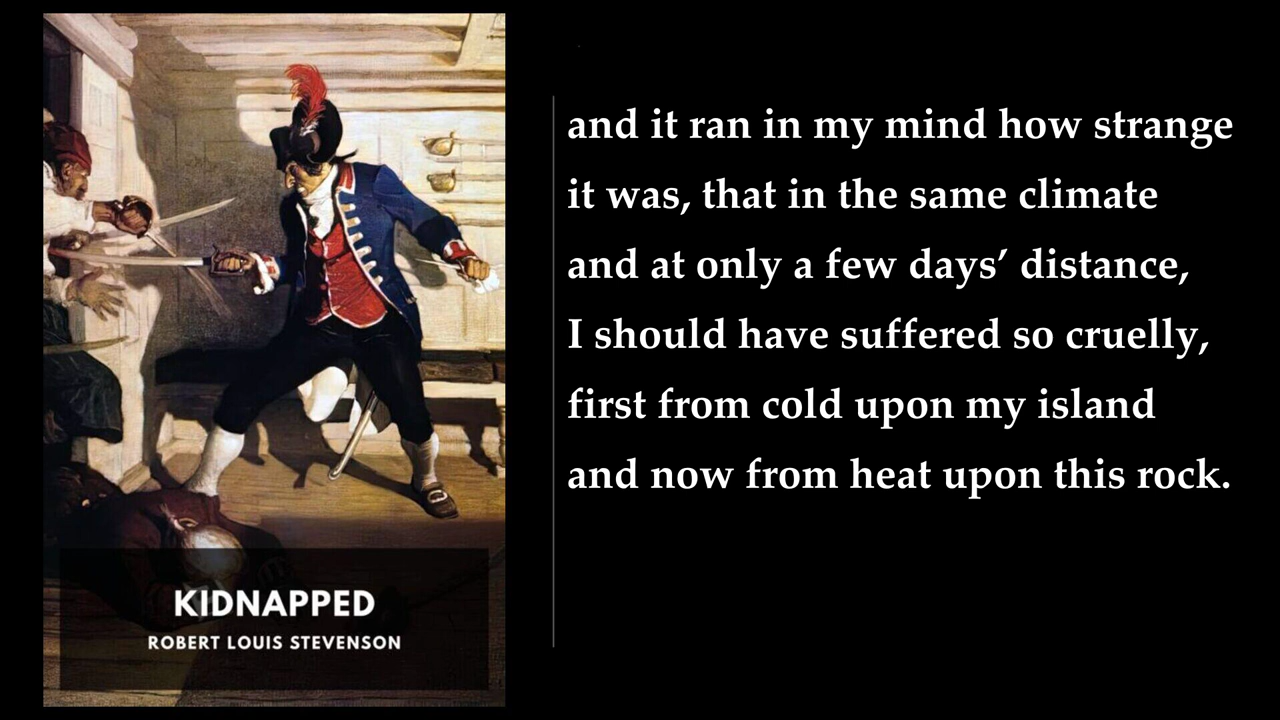 and it ran in my mind how strange
it was, that in the same climate
and at only a few days’ distance,
I should have suffered so cruelly,
first from cold upon my island
and now from heat upon this rock.
KIDNAPPED
ROBERT LOUIS STEVENSON